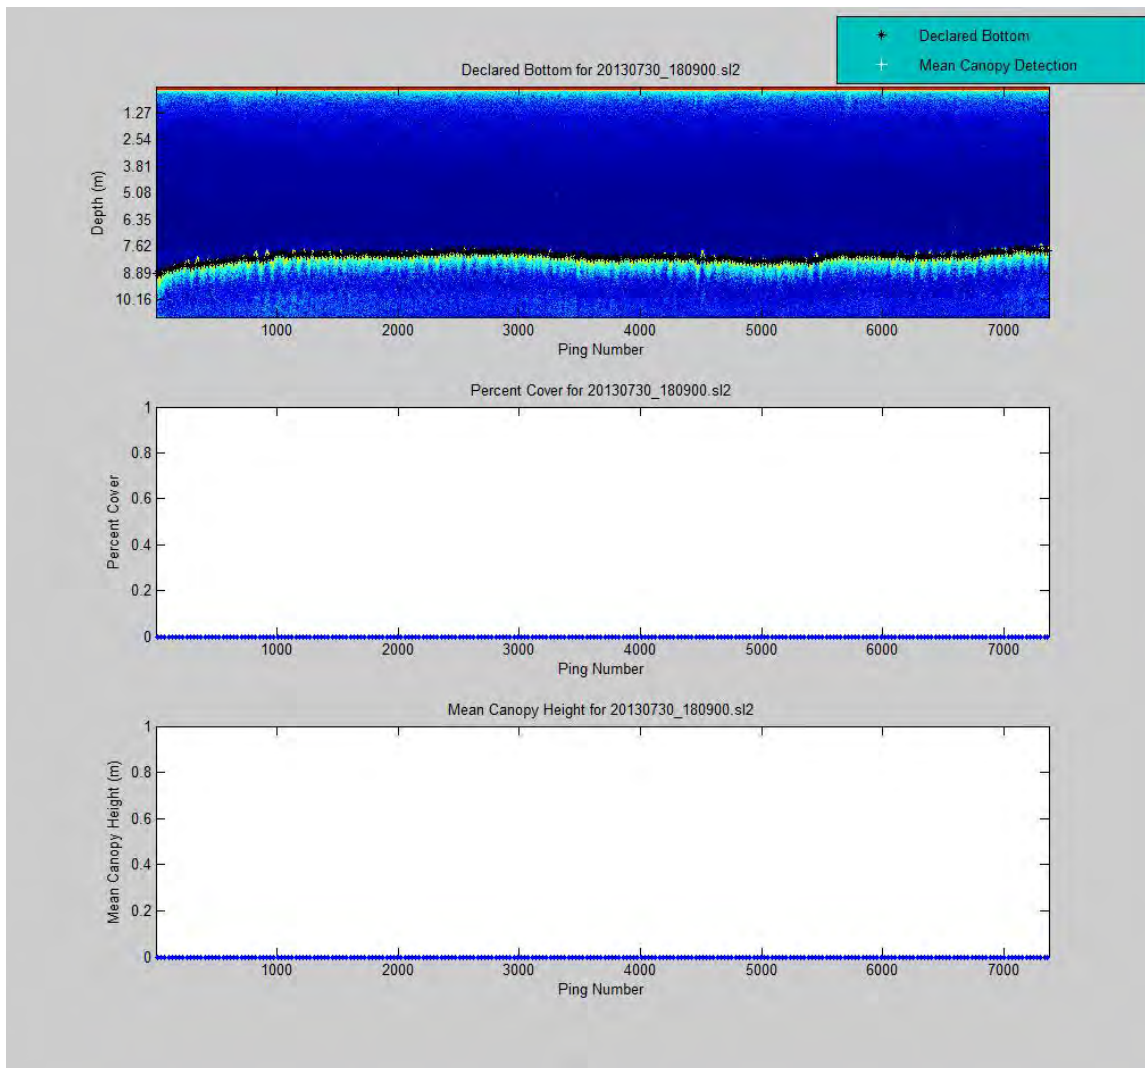 Declared Bottom
Mean Canopy Detection
Declared Bottom for 20130730_180900.sl2
Depth (m)
1.27
2.54
3.81
5.08
6.35
7.62
8.89
10.16
1000 2000 3000 4000 5000 6000 7000
Ping Number
Percent Cover for 20130730_180900.sl2
Percent Cover
1
0.8
0.6
0.4
0.2
0
1000 2000 3000 4000 5000 6000 7000
Ping Number
Mean Canopy Height for 20130730_180900.sl2
Mean Canopy Height (m)
1
0.8
0.6
0.4
0.2
0
1000 2000 3000 4000 5000 6000 7000
Ping Number